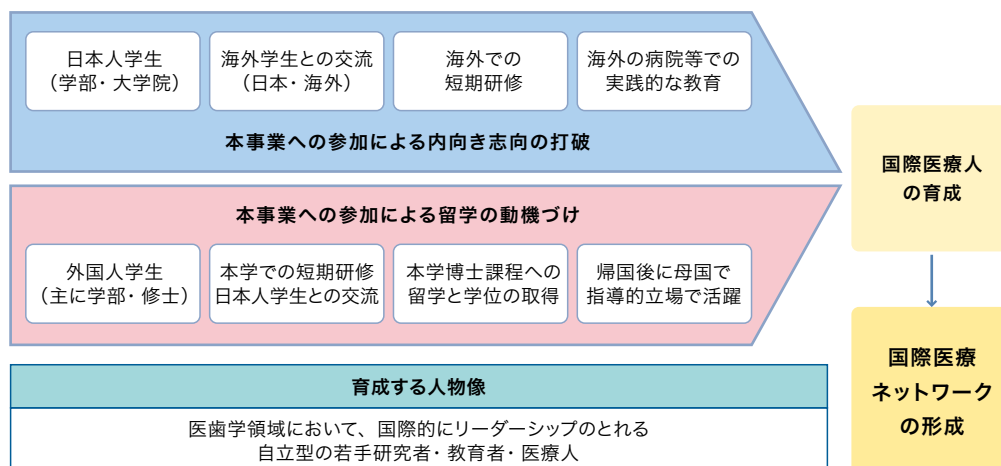 日本人学生
（学部・大学院）
海外学生との交流
（日本・海外）
海外での
短期研修
海外の病院等での
実践的な教育
本事業への参加による内向き志向の打破
本事業への参加による留学の動機づけ
外国人学生
（主に学部・修士）
本学での短期研修
日本人学生との交流
本学博士課程への
留学と学位の取得
帰国後に母国で
指導的立場で活躍
国際医療人
の育成
国際医療
ネットワーク
の形成
育成する人物像
医歯学領域において、国際的にリーダーシップのとれる
自立型の若手研究者・教育者・医療人